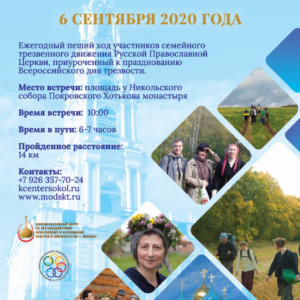 6 СЕНТЯБРЯ 2020 ГОДА
Ежегодный пеший ход участников семейного
трезвенного движения Русской Православной
Церкви, приуроченный к празднованию
Всероссийского дня трезвости.
Место встречи: площадь у Никольского
собора Покровского Хотькова монастыря
Время встречи: 10:00
Время в пути: 6-7 часов
Пройденное расстояние:
14 км
Контакты:
+7 926 357-70-24
kcentersokol.ru
www.modskt.ru